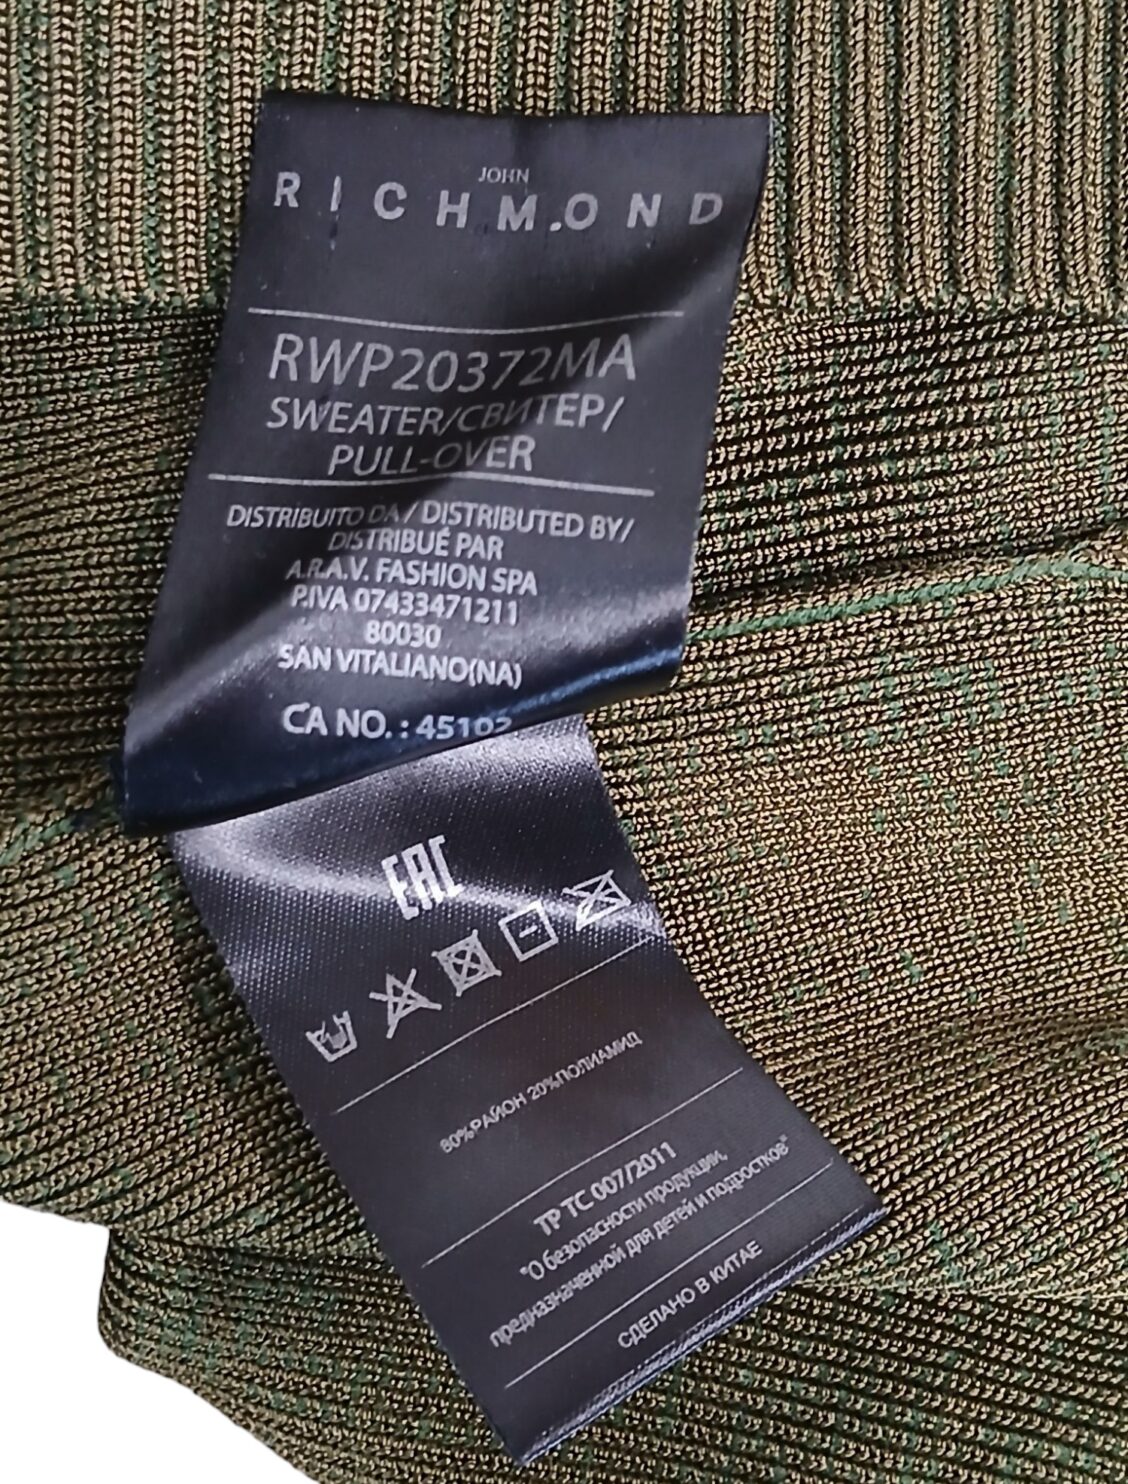 JOHN
RICHMOND
RWP20372MA
SWEATER/СВИТЕР/
PULL-OVER
DISTRIBUITO DA / DISTRIBUTED BY/
DISTRIBUÉ PAR
A.R.A.V. FASHION SPA
P.IVA 07433471211
80030
SAN VITALIANO(NA)
CA NO. : 45103
EAC
80%РАЙОН 20%ПОЛИАМИД
ТР ТС 007/2011
"О безопасности продукции,
предназначенной для детей и подростков"
СДЕЛАНО В КИТАЕ